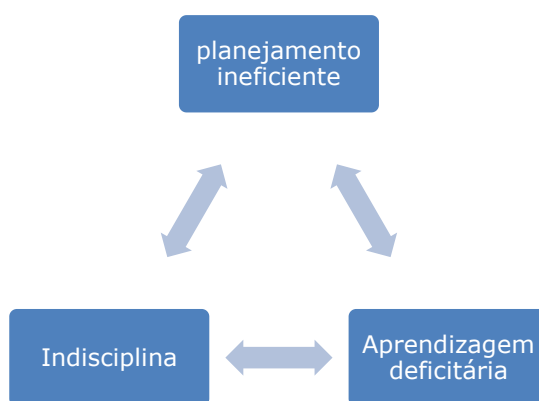 planejamento
ineficiente
Indisciplina
Aprendizagem
deficitária